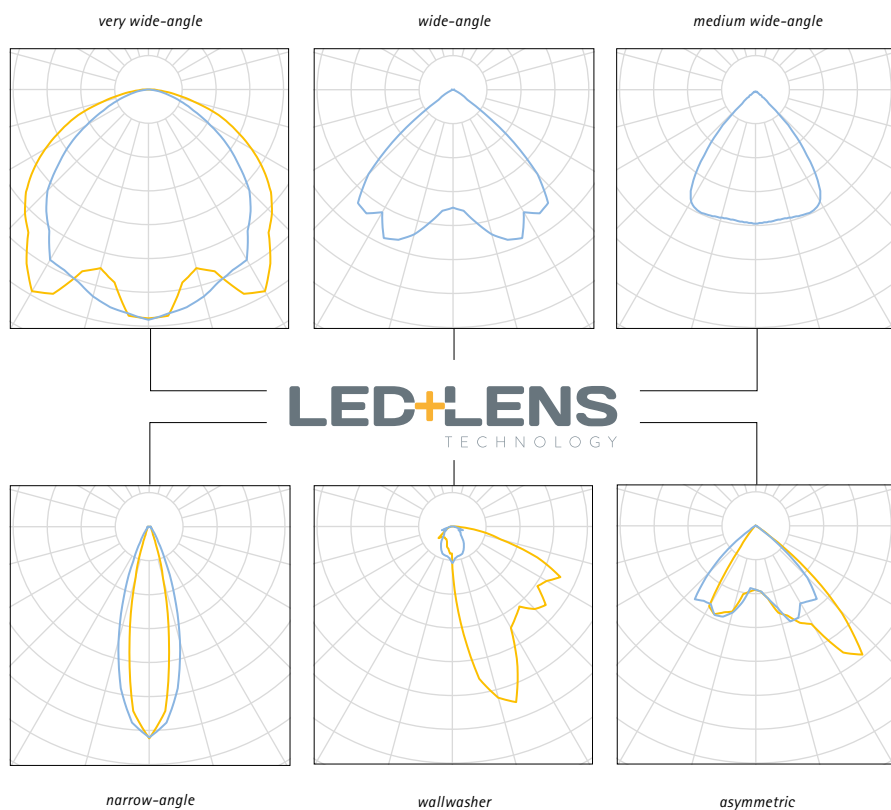 very wide-angle
wide-angle
medium wide-angle
LED+LENS
TECHNOLOGY
narrow-angle
wallwasher
asymmetric